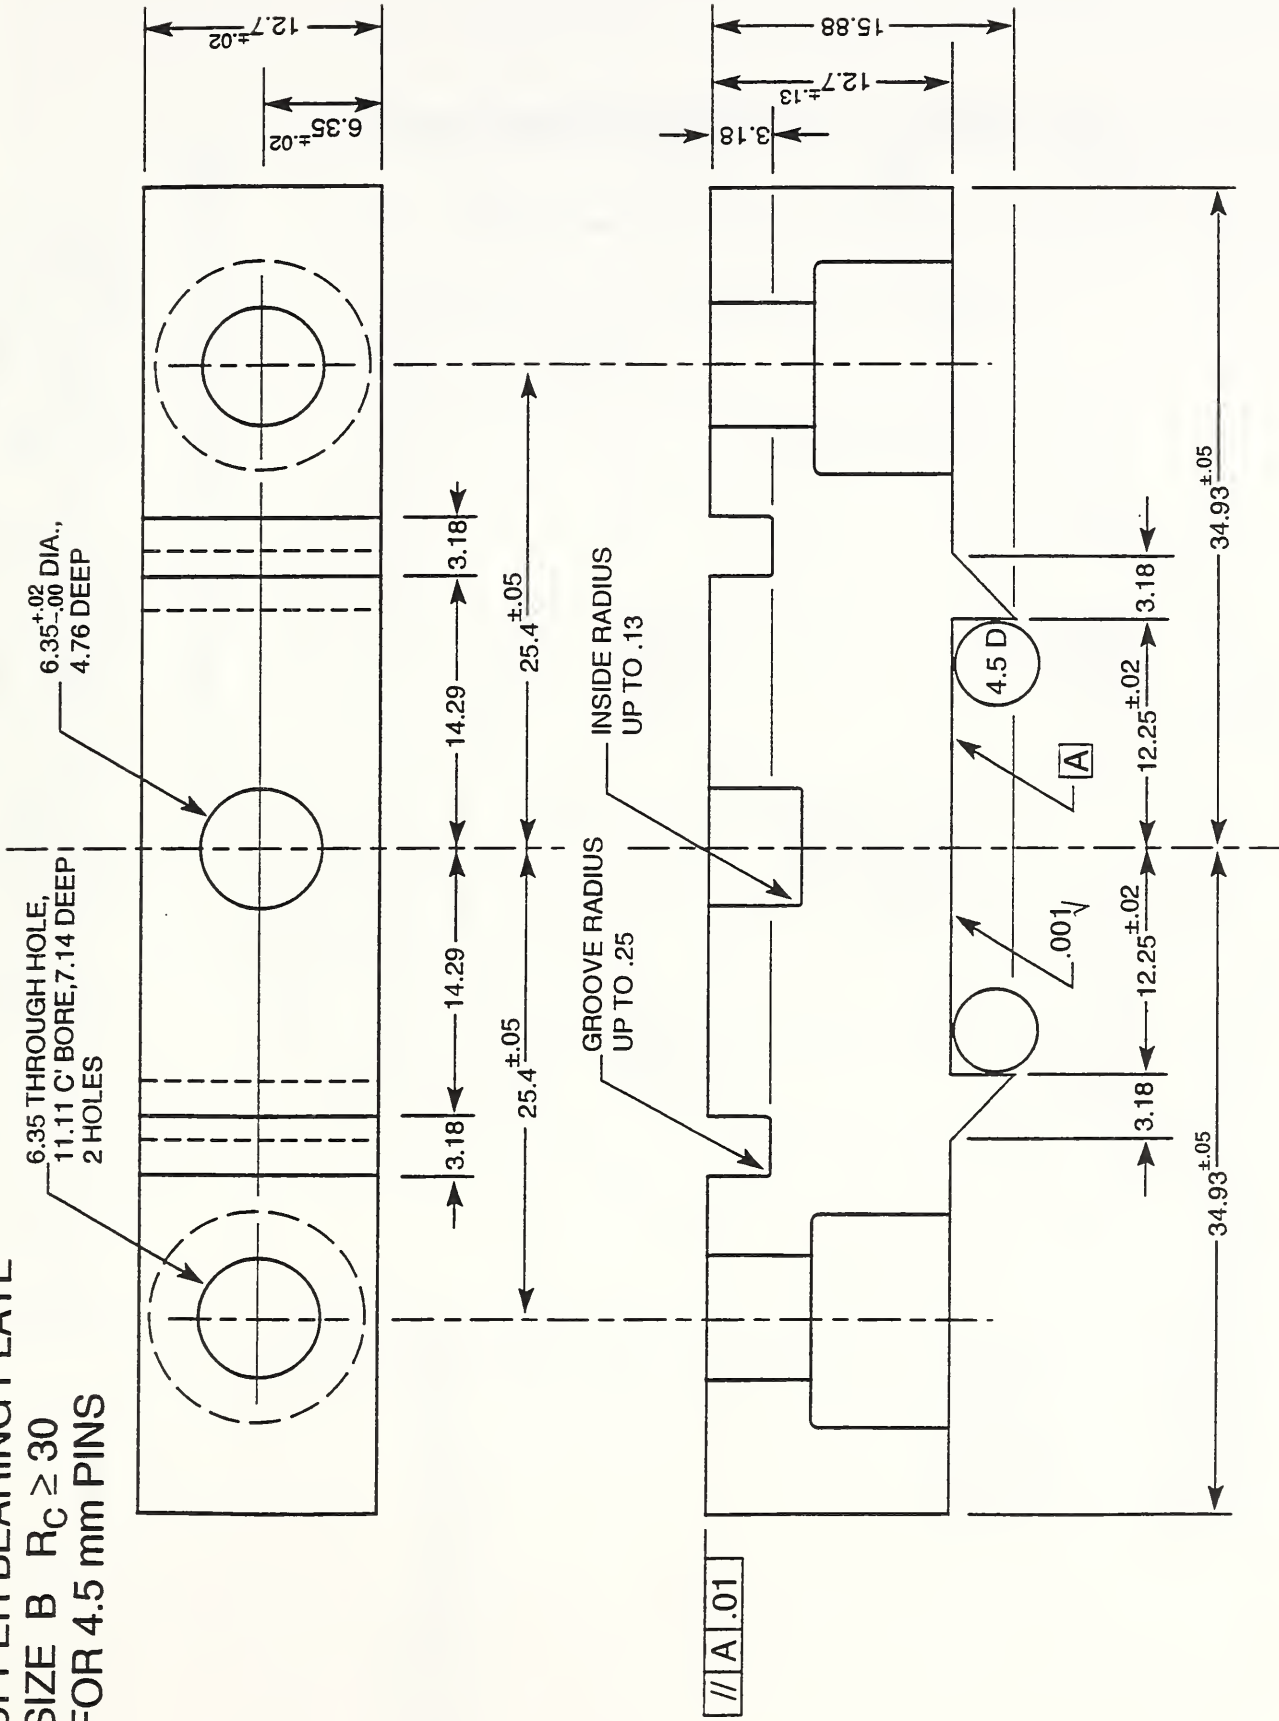 UPPER BEARING PLATE
SIZE B R_C ≥ 30
FOR 4.5 mm PINS
6.35 THROUGH HOLE,
11.11 C' BORE, 7.14 DEEP
2 HOLES
6.35 +.02 -.00 DIA.,
4.76 DEEP
12.7 ±.02
6.35 ±.02
3.18
14.29
14.29
3.18
25.4 ±.05
25.4 ±.05
GROOVE RADIUS
UP TO .25
INSIDE RADIUS
UP TO .13
3.18
12.7 ±.13
15.88
// A .01
4.5 D
.001√
A
3.18
12.25 ±.02
12.25 ±.02
3.18
34.93 ±.05
34.93 ±.05